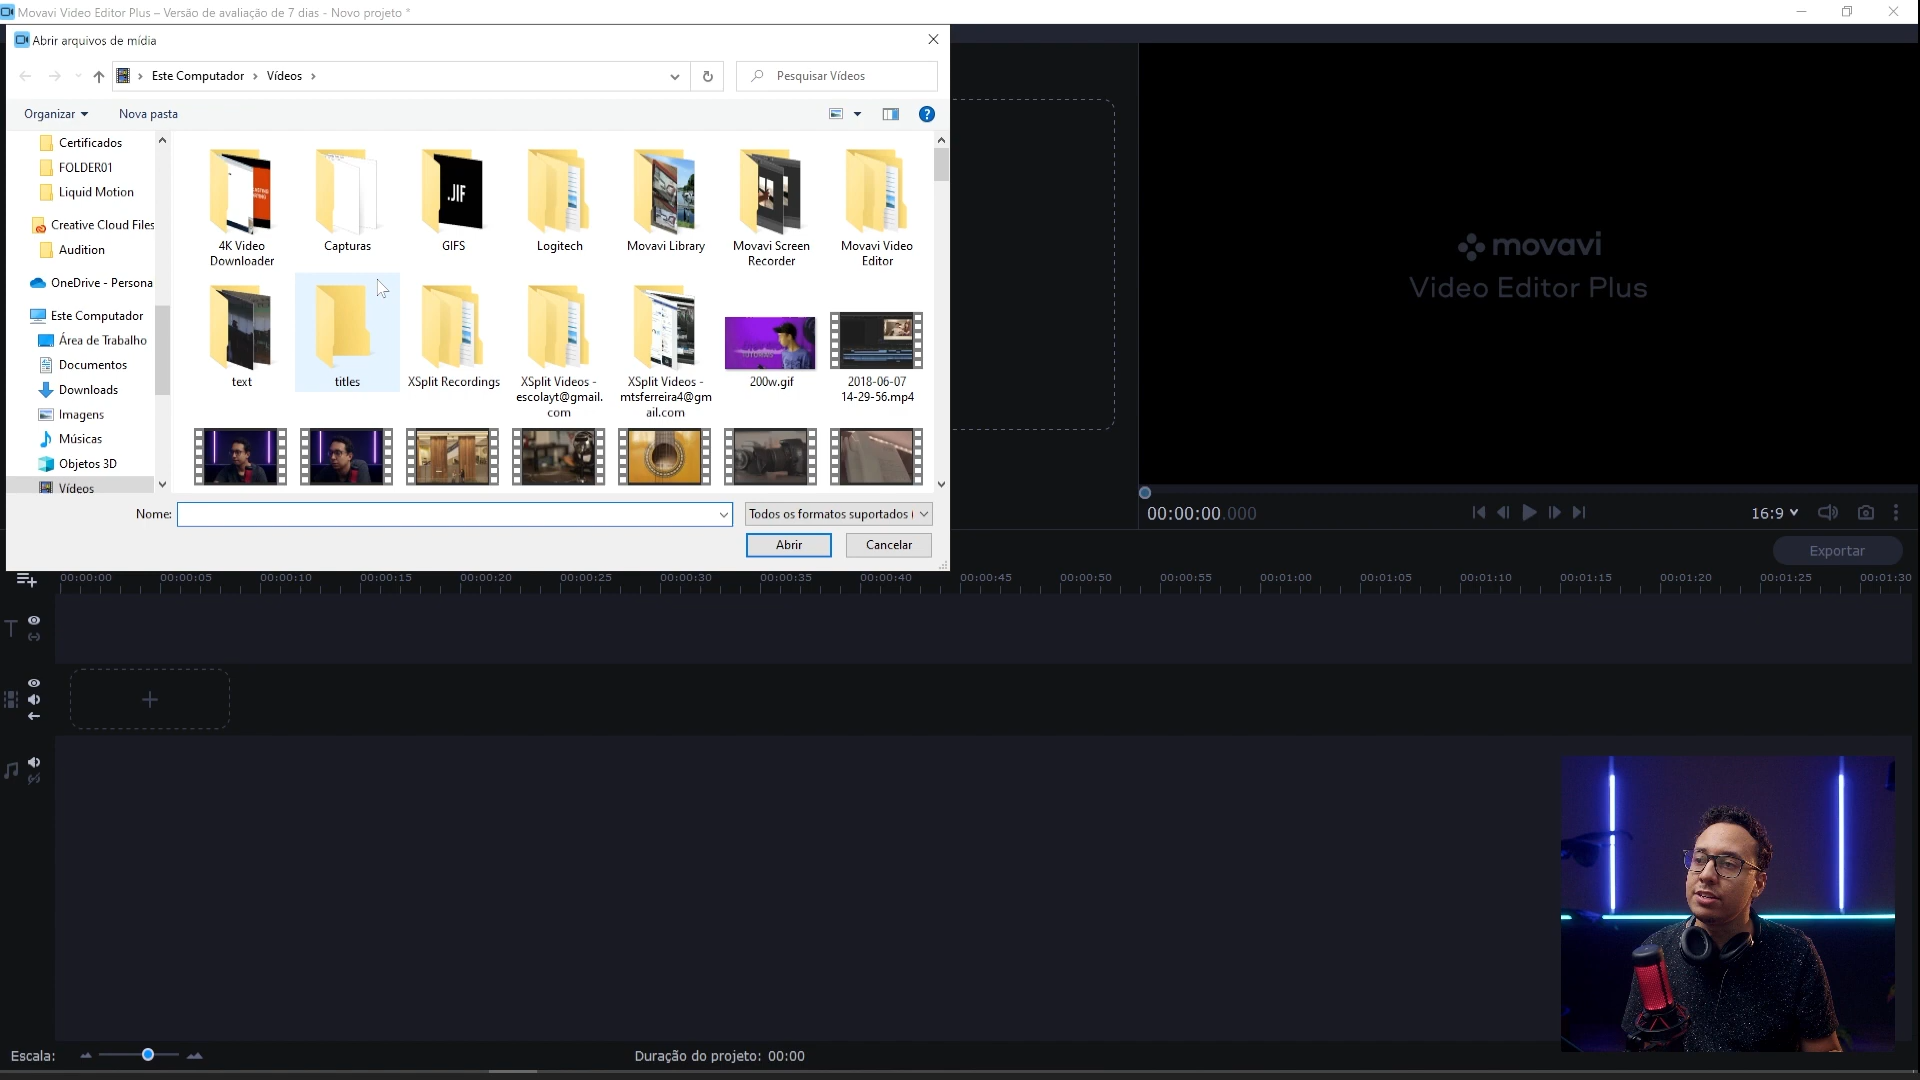 Movavi Video Editor Plus – Versão de avaliação de 7 dias - Novo projeto *
Abrir arquivos de mídia
Este Computador
Vídeos
Pesquisar Vídeos
Organizar
Nova pasta
?
Certificados
FOLDER01
Liquid Motion
Creative Cloud Files
Audition
OneDrive - Persona
Este Computador
Área de Trabalho
Documentos
Downloads
Imagens
Músicas
Objetos 3D
Vídeos
.JIF
4K Video
Downloader
Capturas
GIFS
Logitech
Movavi Library
Movavi Screen
Recorder
Movavi Video
Editor
text
titles
XSplit Recordings
XSplit Videos -
escolayt@gmail.
com
XSplit Videos -
mtsferreira4@gm
ail.com
200w.gif
2018-06-07
14-29-56.mp4
Nome:
Todos os formatos suportados (
Abrir
Cancelar
movavi
Video Editor Plus
00:00:00.000
16:9
Exportar
00:00:00
00:00:05
00:00:10
00:00:15
00:00:20
00:00:25
00:00:30
00:00:35
00:00:40
00:00:45
00:00:50
00:00:55
00:01:00
00:01:05
00:01:10
00:01:15
00:01:20
00:01:25
00:01:30
Escala:
Duração do projeto: 00:00